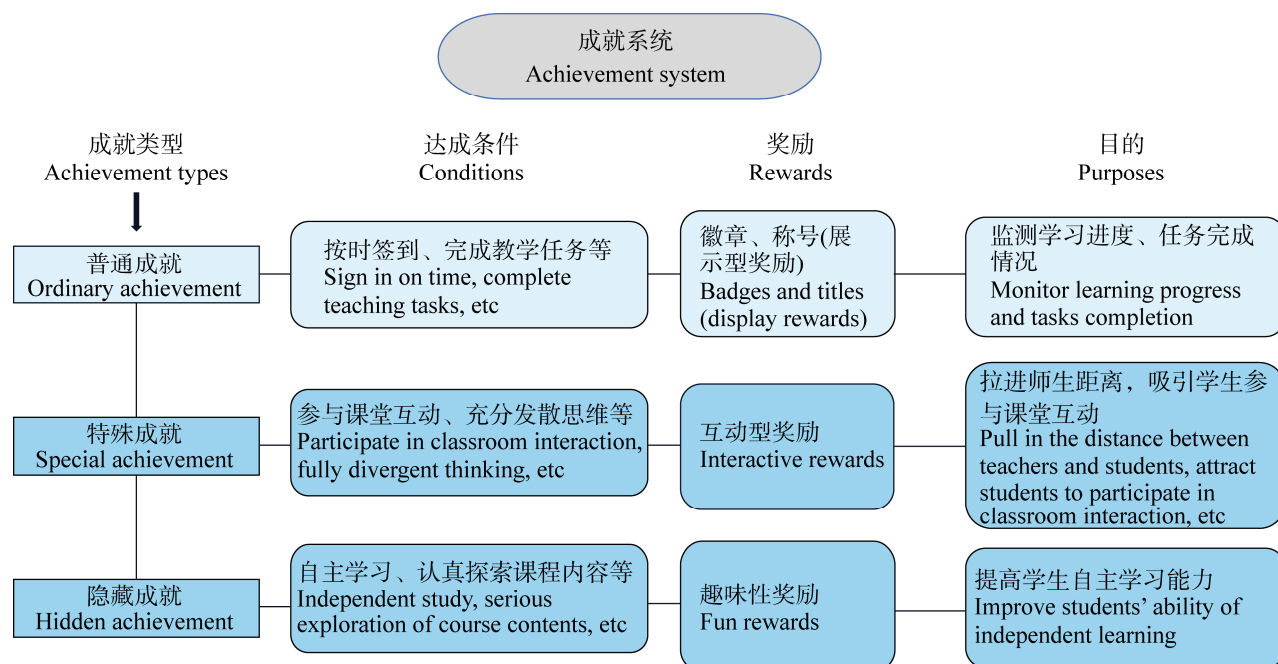 成就系统
Achievement system
成就类型
Achievement types
达成条件
Conditions
奖励
Rewards
目的
Purposes
普通成就
Ordinary achievement
按时签到、完成教学任务等
Sign in on time, complete
teaching tasks, etc
徽章、称号(展
示型奖励)
Badges and titles
(display rewards)
监测学习进度、任务完成
情况
Monitor learning progress
and tasks completion
特殊成就
Special achievement
参与课堂互动、充分发散思维等
Participate in classroom interaction,
fully divergent thinking, etc
互动型奖励
Interactive rewards
拉进师生距离，吸引学生参
与课堂互动
Pull in the distance between
teachers and students, attract
students to participate in
classroom interaction, etc
隐藏成就
Hidden achievement
自主学习、认真探索课程内容等
Independent study, serious
exploration of course contents, etc
趣味性奖励
Fun rewards
提高学生自主学习能力
Improve students’ ability of
independent learning